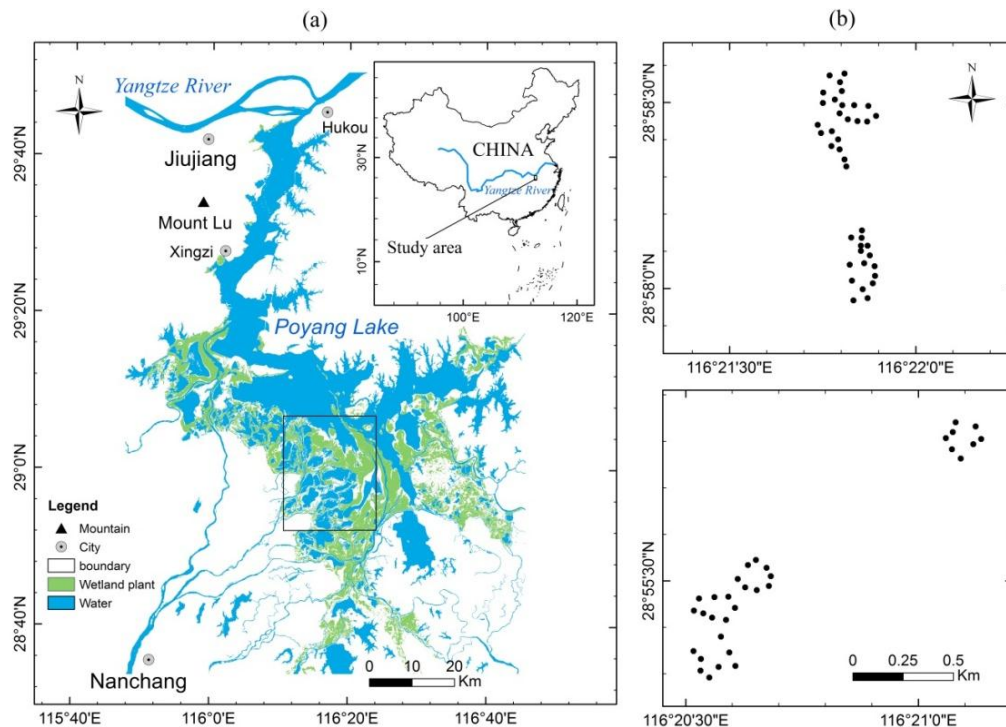 (a)
(b)
N
Yangtze River
Hukou
Jiujiang
Mount Lu
Xingzi
Poyang Lake
Nanchang
29°40'N
29°20'N
29°0'N
28°40'N
115°40'E
116°0'E
116°20'E
116°40'E
CHINA
Yangtze River
Study area
30°N
10°N
100°E
120°E
Legend
Mountain
City
boundary
Wetland plant
Water
0 10 20
Km
N
28°58'30"N
28°58'0"N
116°21'30"E
116°22'0"E
28°55'30"N
0 0.25 0.5
Km
116°20'30"E
116°21'0"E